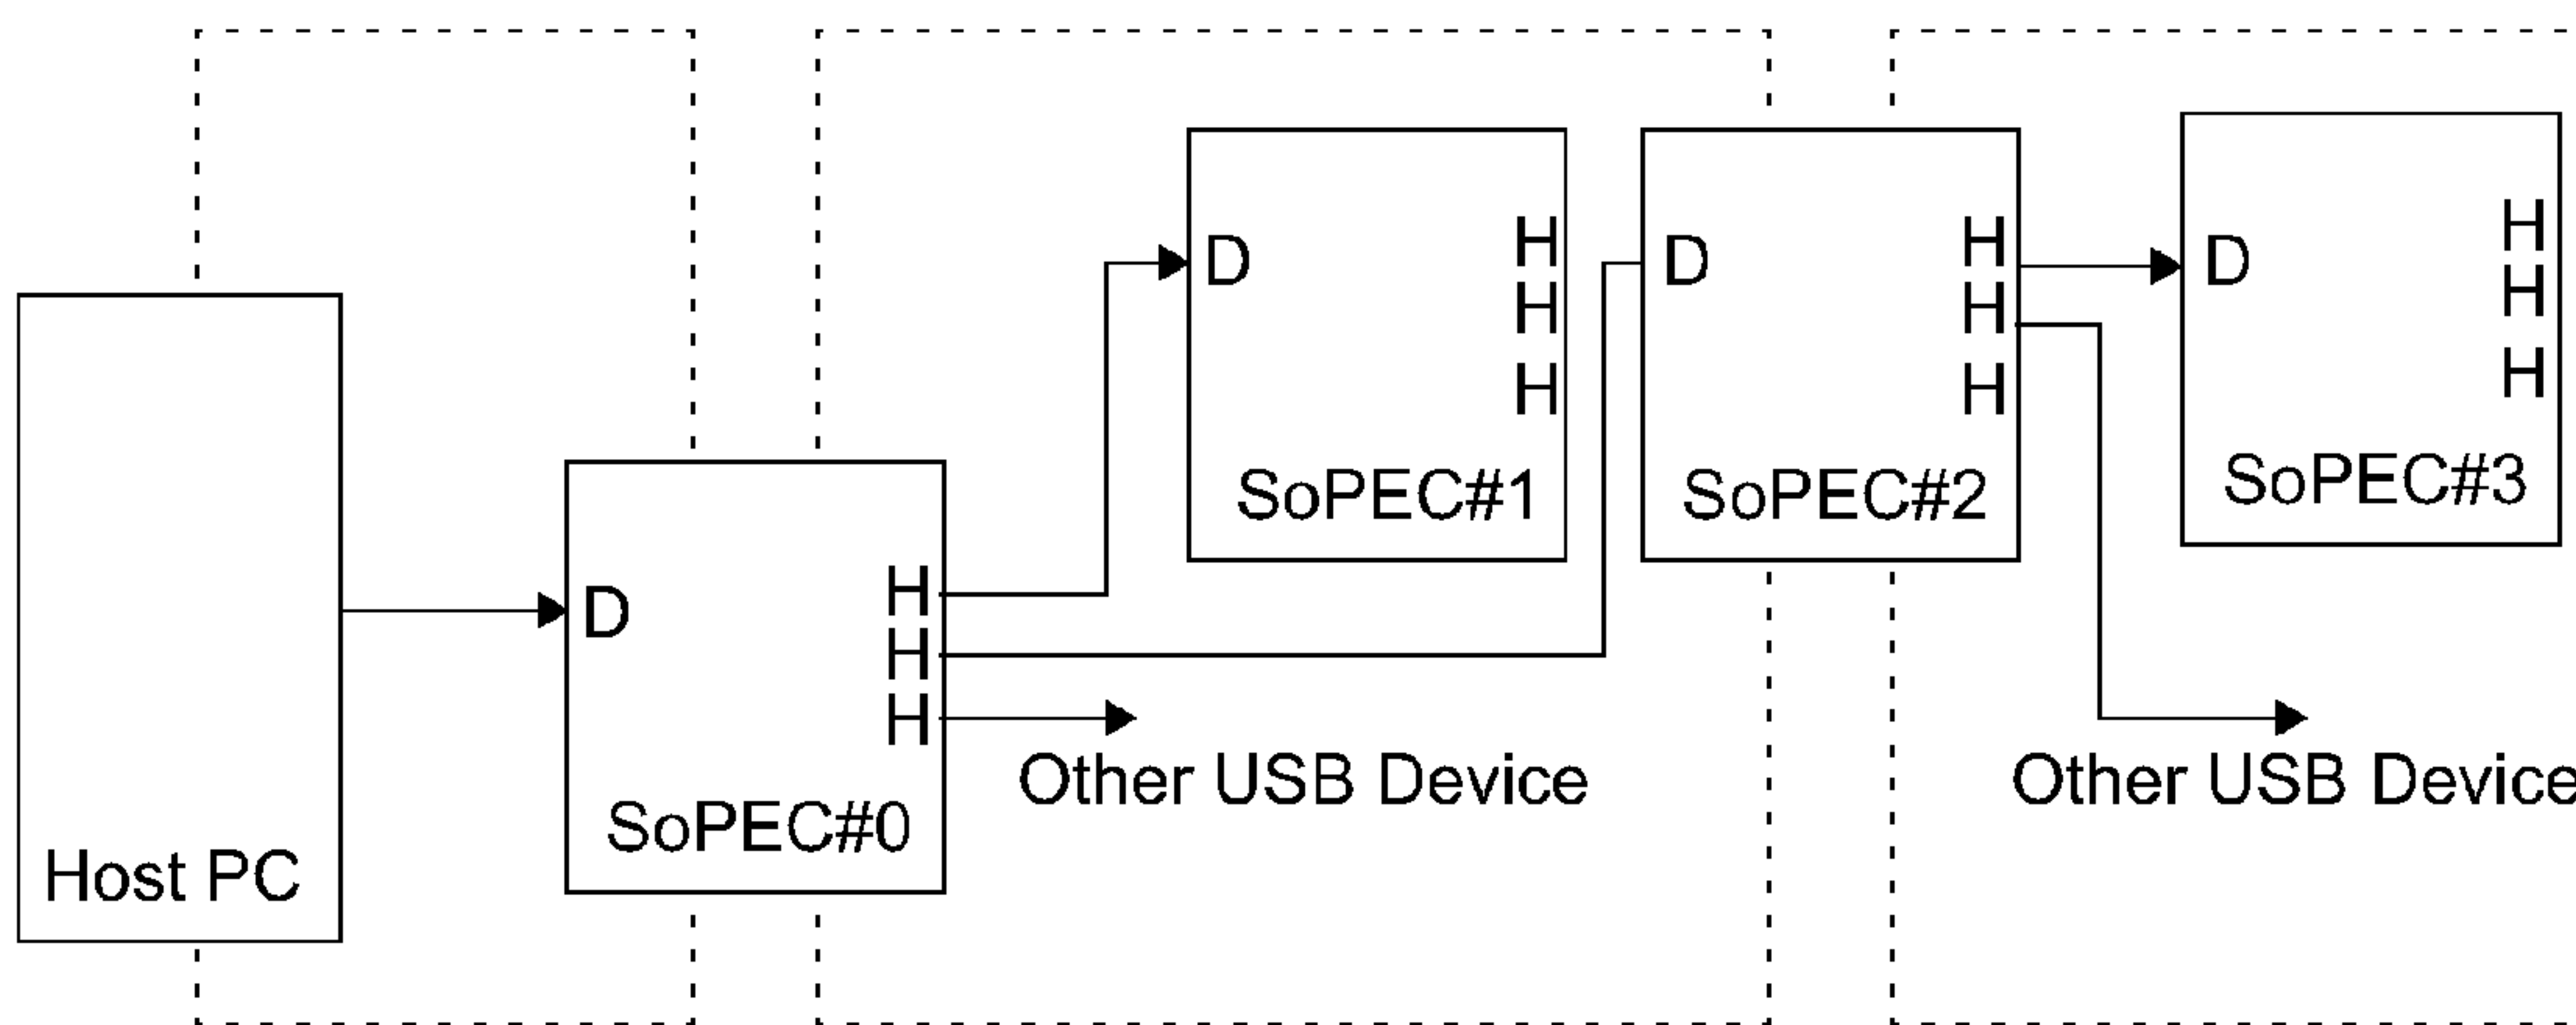 D
H
H
H
SoPEC#1
D
H
H
H
SoPEC#2
D
H
H
H
SoPEC#3
Host PC
D
H
H
H
SoPEC#0
Other USB Device
Other USB Device